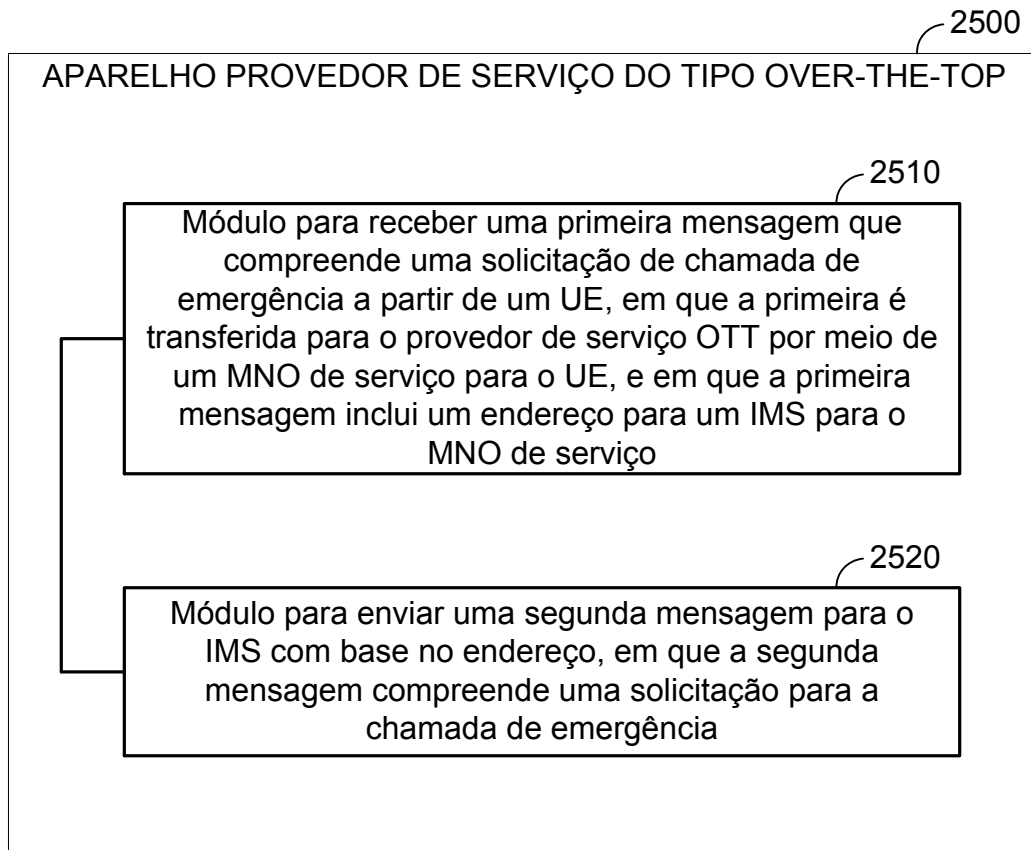 2500
APARELHO PROVEDOR DE SERVIÇO DO TIPO OVER-THE-TOP
2510
Módulo para receber uma primeira mensagem que
compreende uma solicitação de chamada de
emergência a partir de um UE, em que a primeira é
transferida para o provedor de serviço OTT por meio de
um MNO de serviço para o UE, e em que a primeira
mensagem inclui um endereço para um IMS para o
MNO de serviço
2520
Módulo para enviar uma segunda mensagem para o
IMS com base no endereço, em que a segunda
mensagem compreende uma solicitação para a
chamada de emergência